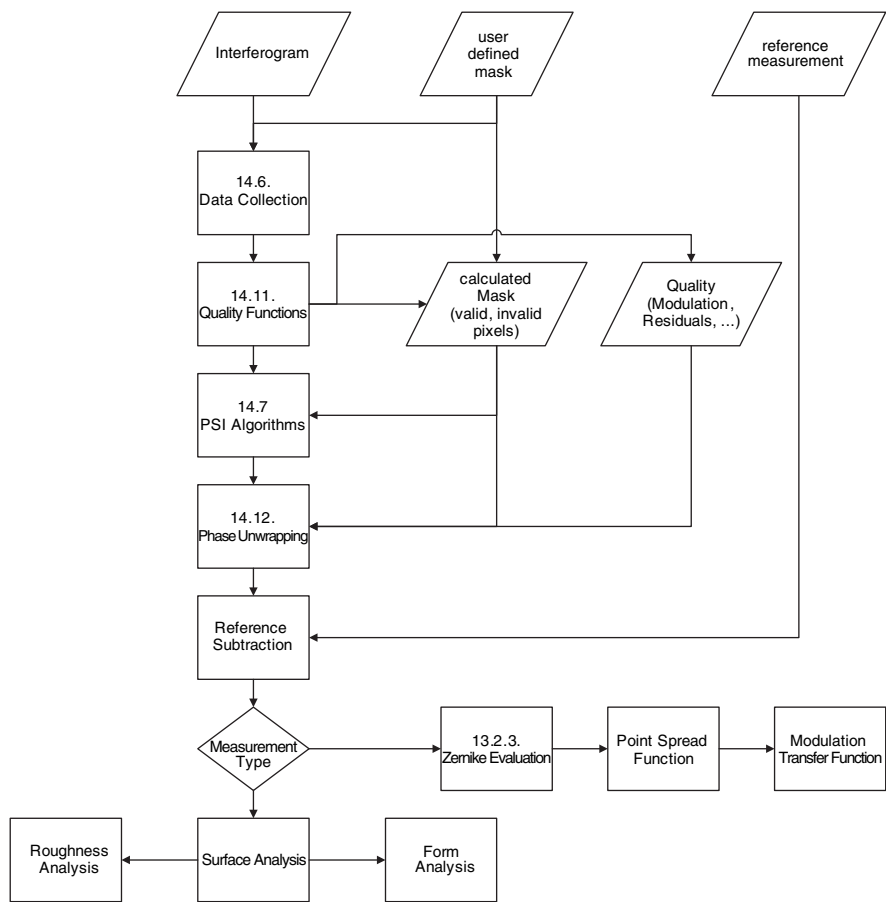 Interferogram
user
defined
mask
reference
measurement
14.6.
Data Collection
14.11.
Quality Functions
calculated
Mask
(valid, invalid
pixels)
Quality
(Modulation,
Residuals, ...)
14.7
PSI Algorithms
14.12.
Phase Unwrapping
Reference
Subtraction
Measurement
Type
13.2.3.
Zernike Evaluation
Point Spread
Function
Modulation
Transfer Function
Roughness
Analysis
Surface Analysis
Form
Analysis